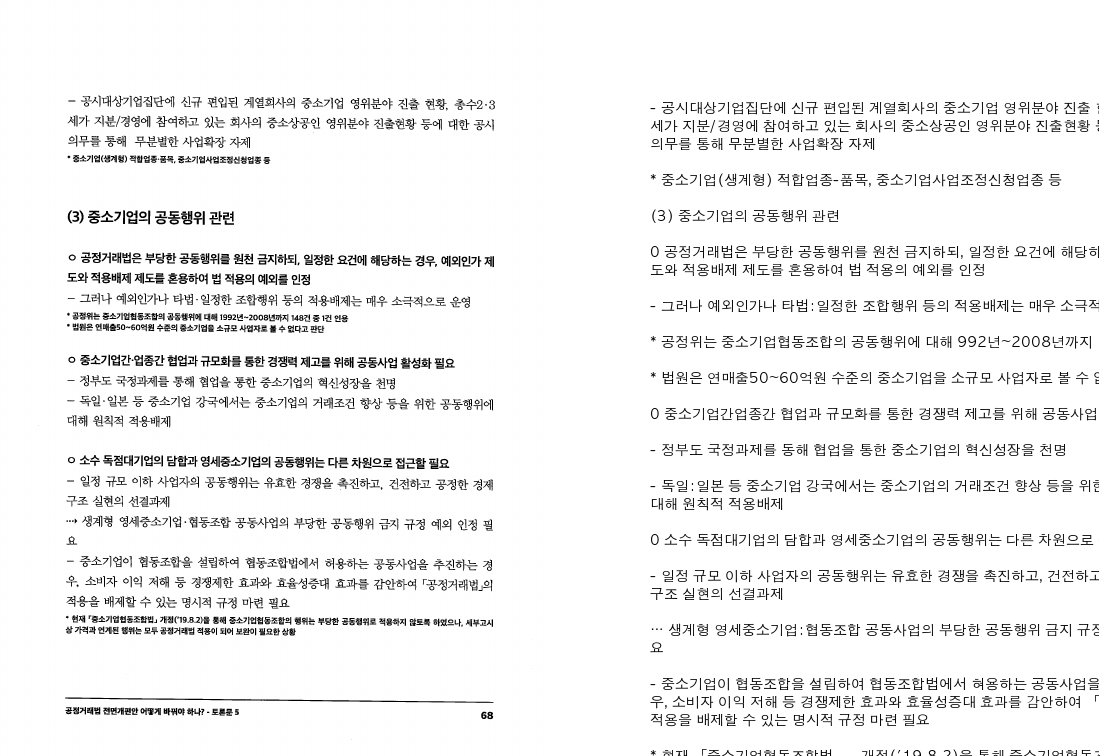 – 공시대상기업집단에 신규 편입된 계열회사의 중소기업 영위분야 진출 현황, 총수2·3
세가 지분/경영에 참여하고 있는 회사의 중소상공인 영위분야 진출현황 등에 대한 공시
의무를 통해 무분별한 사업확장 자제
* 중소기업(생계형) 적합업종·품목, 중소기업사업조정신청업종 등
(3) 중소기업의 공동행위 관련
ㅇ 공정거래법은 부당한 공동행위를 원천 금지하되, 일정한 요건에 해당하는 경우, 예외인가 제
도와 적용배제 제도를 혼용하여 법 적용의 예외를 인정
– 그러나 예외인가나 타법·일정한 조합행위 등의 적용배제는 매우 소극적으로 운영
* 공정위는 중소기업협동조합의 공동행위에 대해 1992년~2008년까지 148건 중 1건 인용
* 법원은 연매출50~60억원 수준의 중소기업을 소규모 사업자로 볼 수 없다고 판단
ㅇ 중소기업간·업종간 협업과 규모화를 통한 경쟁력 제고를 위해 공동사업 활성화 필요
– 정부도 국정과제를 통해 협업을 통한 중소기업의 혁신성장을 천명
– 독일·일본 등 중소기업 강국에서는 중소기업의 거래조건 향상 등을 위한 공동행위에
대해 원칙적 적용배제
ㅇ 소수 독점대기업의 담합과 영세중소기업의 공동행위는 다른 차원으로 접근할 필요
– 일정 규모 이하 사업자의 공동행위는 유효한 경쟁을 촉진하고, 건전하고 공정한 경제
구조 실현의 선결과제
⋯→ 생계형 영세중소기업·협동조합 공동사업의 부당한 공동행위 금지 규정 예외 인정 필
요
– 중소기업이 협동조합을 설립하여 협동조합법에서 허용하는 공동사업을 추진하는 경
우, 소비자 이익 저해 등 경쟁제한 효과와 효율성증대 효과를 감안하여 「공정거래법」의
적용을 배제할 수 있는 명시적 규정 마련 필요
* 현재 「중소기업협동조합법」 개정('19.8.2)을 통해 중소기업협동조합의 행위는 부당한 공동행위로 적용하지 않토록 하였으나, 세부고시
상 가격과 연계된 행위는 모두 공정거래법 적용이 되어 보완이 필요한 상황
공정거래법 전면개편안 어떻게 바꿔야 하나? - 토론문 5
68
- 공시대상기업집단에 신규 편입된 계열회사의 중소기업 영위분야 진출
세가 지분/경영에 참여하고 있는 회사의 중소상공인 영위분야 진출현황
의무를 통해 무분별한 사업확장 자제
* 중소기업(생계형) 적합업종-품목, 중소기업사업조정신청업종 등
(3) 중소기업의 공동행위 관련
0 공정거래법은 부당한 공동행위를 원천 금지하되, 일정한 요건에 해당하
도와 적용배제 제도를 혼용하여 법 적용의 예외를 인정
- 그러나 예외인가나 타법:일정한 조합행위 등의 적용배제는 매우 소극적
* 공정위는 중소기업협동조합의 공동행위에 대해 992년~2008년까지
* 법원은 연매출50~60억원 수준의 중소기업을 소규모 사업자로 볼 수
0 중소기업간업종간 협업과 규모화를 통한 경쟁력 제고를 위해 공동사업
- 정부도 국정과제를 동해 협업을 통한 중소기업의 혁신성장을 천명
- 독일:일본 등 중소기업 강국에서는 중소기업의 거래조건 향상 등을 위한
대해 원칙적 적용배제
0 소수 독점대기업의 담합과 영세중소기업의 공동행위는 다른 차원으로
- 일정 규모 이하 사업자의 공동행위는 유효한 경쟁을 촉진하고, 건전하고
구조 실현의 선결과제
… 생계형 영세중소기업:협동조합 공동사업의 부당한 공동행위 금지 규정
요
- 중소기업이 협동조합을 설립하여 협동조합법에서 혀용하는 공동사업을
우, 소비자 이익 저해 등 경쟁제한 효과와 효율성증대 효과를 감안하여 「
적용을 배제할 수 있는 명시적 규정 마련 필요
* 현재 「중소기업협동조합법 개정('19.8.2)을 통해 중소기업협동조